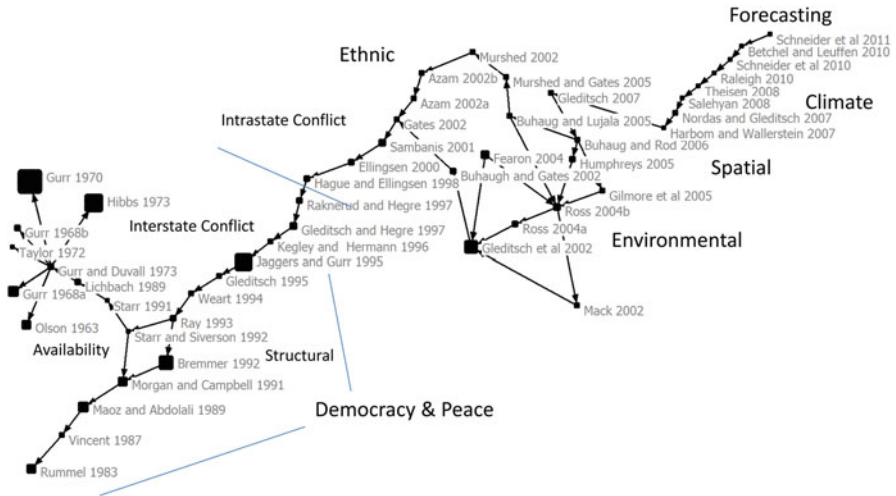 Forecasting
Schneider et al 2011
Betchel and Leuffen 2010
Schneider et al 2010
Raleigh 2010
Theisen 2008
Salehyan 2008
Climate
Nordas and Gleditsch 2007
Harbom and Wallerstein 2007
Ethnic
Murshed 2002
Azam 2002b
Murshed and Gates 2005
Gleditsch 2007
Azam 2002a
Intrastate Conflict
Gates 2002
Buhaug and Lujala 2005
Sambanis 2001
Buhaug and Rod 2006
Fearon 2004
Humphreys 2005
Spatial
Ellingsen 2000
Buhaugh and Gates 2002
Hague and Ellingsen 1998
Gilmore et al 2005
Gurr 1970
Hibbs 1973
Raknerud and Hegre 1997
Ross 2004b
Interstate Conflict
Gleditsch and Hegre 1997
Ross 2004a
Environmental
Gurr 1968b
Kegley and Hermann 1996
Gleditsch et al 2002
Taylor 1972
Jaggers and Gurr 1995
Gurr and Duvall 1973
Gleditsch 1995
Lichbach 1989
Gurr 1968a
Weart 1994
Starr 1991
Mack 2002
Olson 1963
Ray 1993
Starr and Siverson 1992
Availability
Structural
Bremmer 1992
Morgan and Campbell 1991
Maoz and Abdolali 1989
Democracy & Peace
Vincent 1987
Rummel 1983